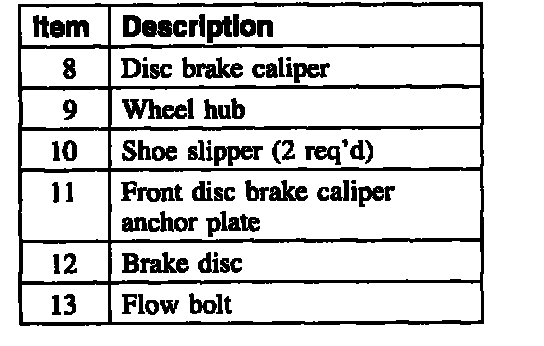 Item Description
8 Disc brake caliper
9 Wheel hub
10 Shoe slipper (2 req'd)
11 Front disc brake caliper
anchor plate
12 Brake disc
13 Flow bolt